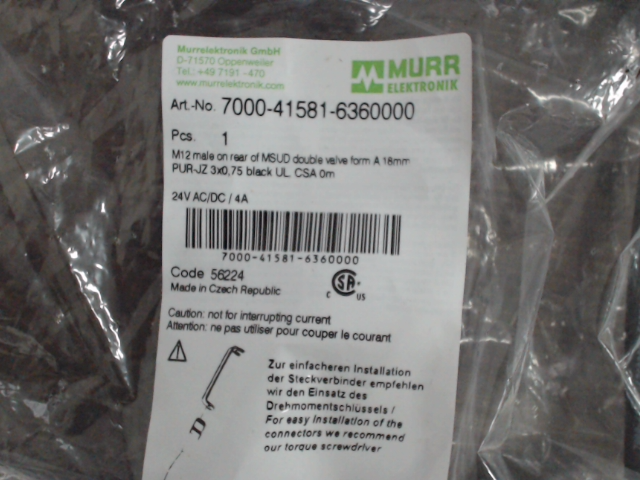 Murrelektronik GmbH
D-71570 Oppenweiler
Tel.: +49 7191 -470
www.murrelektronik.com
MURR
ELEKTRONIK
Art.-No. 7000-41581-6360000
Pcs. 1
M12 male on rear of MSUD double valve form A 18mm
PUR-JZ 3x0,75 black UL, CSA 0m
24V AC/DC / 4A
7000-41581-6360000
Code 56224
Made in Czech Republic
C SA US
Caution: not for interrupting current
Attention: ne pas utiliser pour couper le courant
Zur einfacheren Installation
der Steckverbinder empfehlen
wir den Einsatz des
Drehmomentschlüssels /
For easy installation of the
connectors we recommend
our torque screwdriver